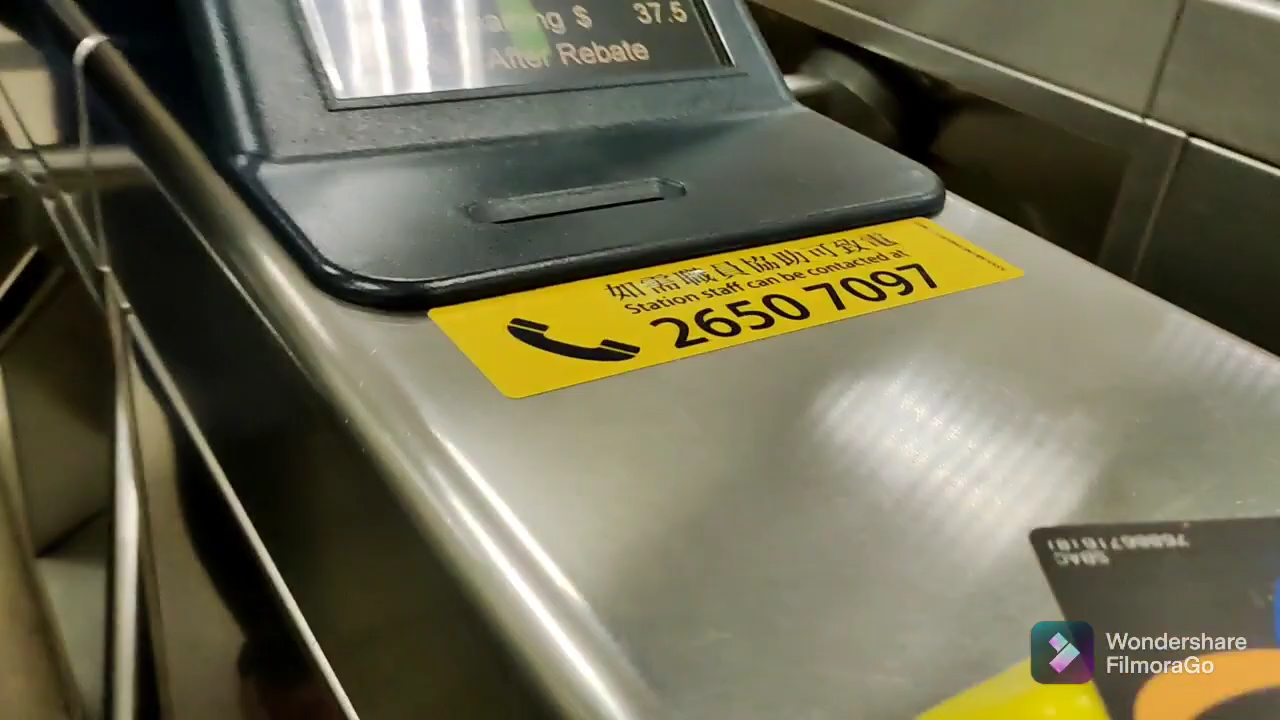 $ 37.5
After Rebate
如需職員協助可致電
Station staff can be contacted at
2650 7097
Wondershare
FilmoraGo